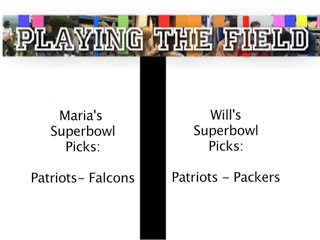 PLAYING THE FIELD
Maria's
Superbowl
Picks:
Patriots- Falcons
Will's
Superbowl
Picks:
Patriots - Packers